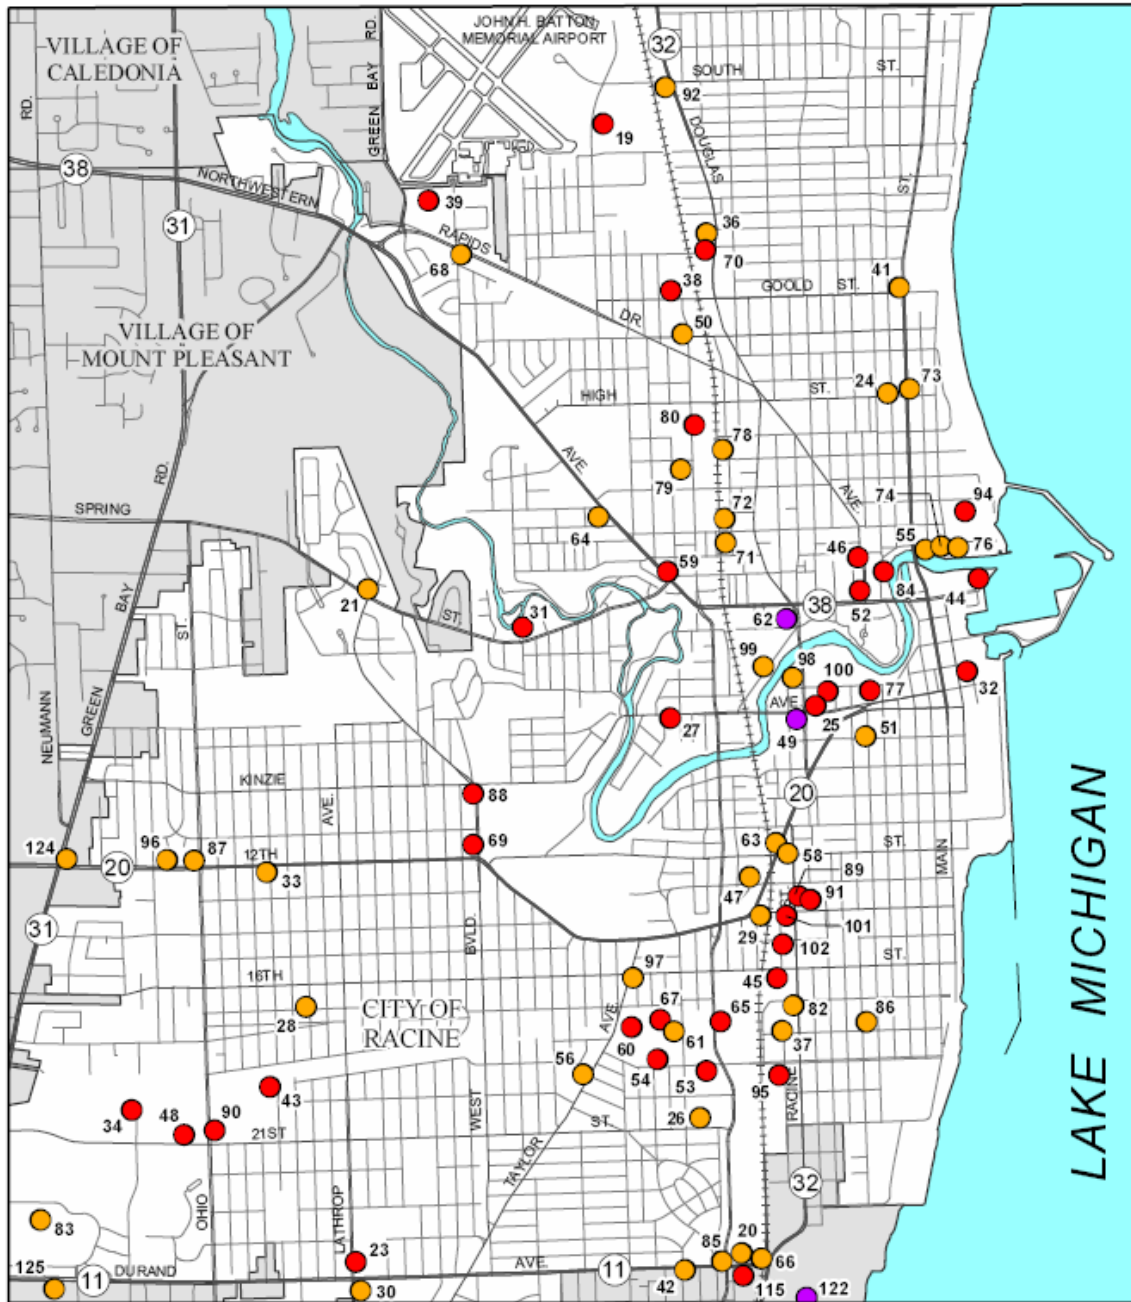 JOHN H. BATTON
MEMORIAL AIRPORT
VILLAGE OF
CALEDONIA
RD.
GREEN BAY RD.
32
SOUTH ST.
92
19
DOUGLAS
38
NORTHWESTERN
31
39
ST.
RAPIDS
36
70
68
38
GOOLD ST.
41
VILLAGE OF
MOUNT PLEASANT
DR.
50
HIGH ST.
24
73
80
78
AVE.
79
RD.
SPRING
AVE.
74
94
64
72
55
76
71
46
59
84
44
21
ST.
31
52
38
62
BAY
ST.
99
98
100
77
32
AVE.
NEUMANN
GREEN
27
25
49
51
KINZIE
88
20
AVE.
124
96
87
12TH
69
63
58
ST.
MAIN
20
33
89
47
91
31
29
101
102
BVLD.
ST.
16TH
97
45
28
CITY OF
RACINE
AVE.
67
65
82
86
60
61
37
56
54
53
43
95
RACINE
34
48
90
21ST
WEST
ST.
26
TAYLOR
32
OHIO
LATHROP
83
23
85
20
66
125
11
DURAND
AVE.
11
42
115
122
30
LAKE MICHIGAN